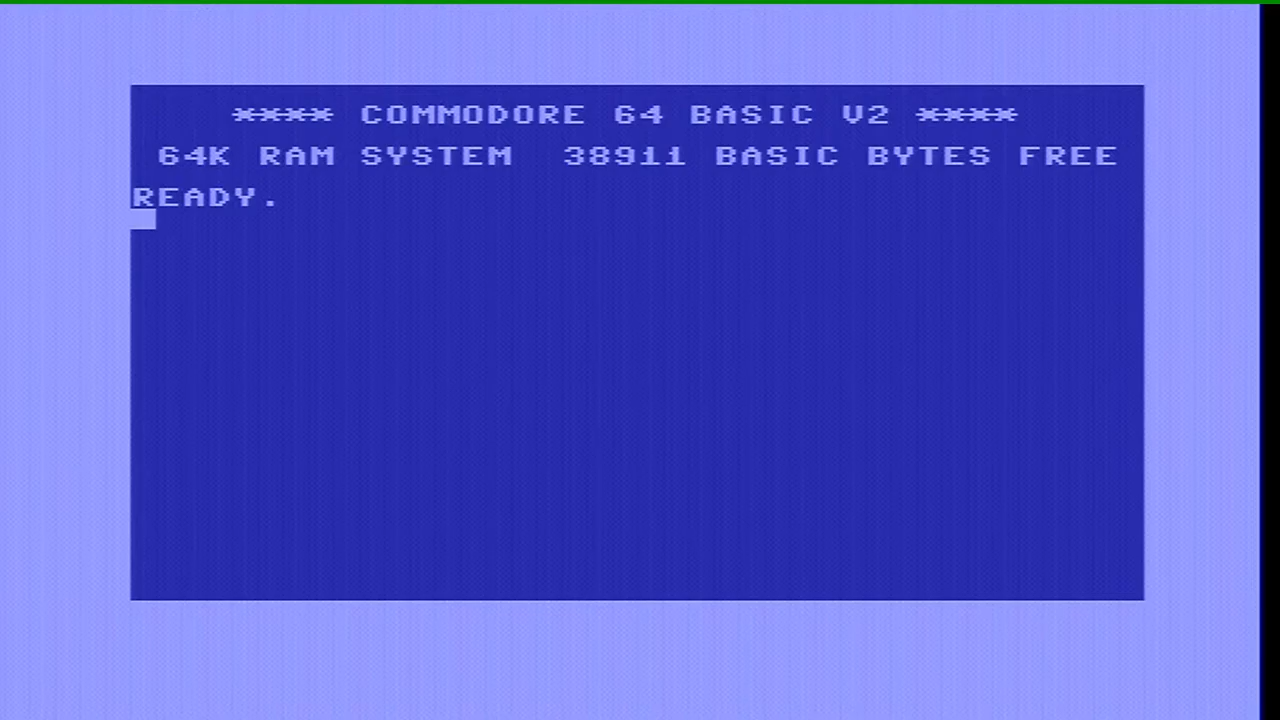 **** COMMODORE 64 BASIC V2 ****
64K RAM SYSTEM  38911 BASIC BYTES FREE
READY.